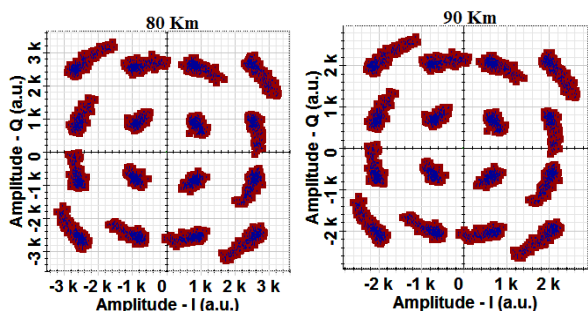 80 Km
Amplitude - Q (a.u.)
3 k
2 k
1 k
0
-1 k
-2 k
-3 k
-3 k -2 k -1 k 0 1 k 2 k 3 k
Amplitude - I (a.u.)
90 Km
Amplitude - Q (a.u.)
2 k
1 k
0
-1 k
-2 k
-2 k -1 k 0 1 k 2 k
Amplitude - I (a.u.)